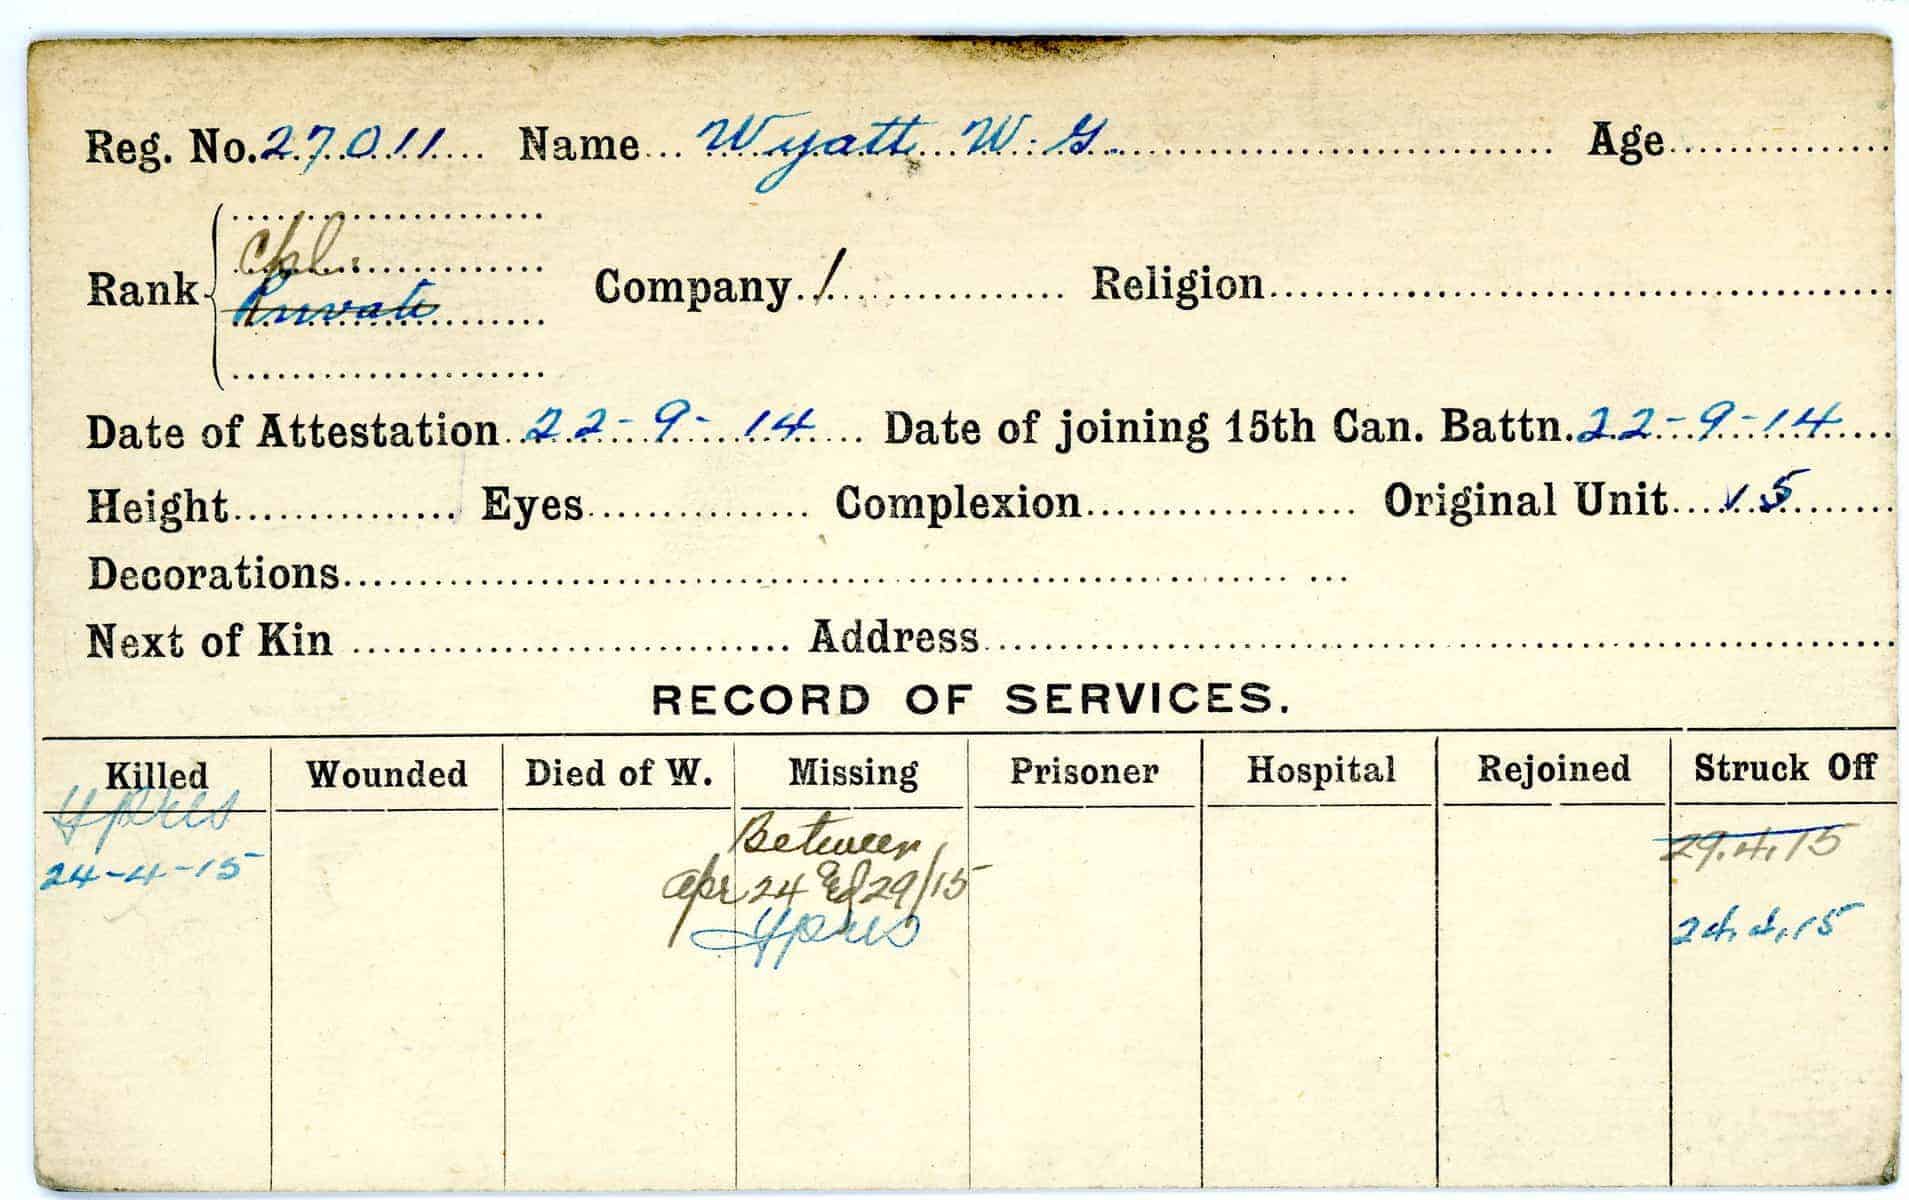 Reg. No. 27011 Name Wyatt W. G. Age
Cpl.
Rank Private Company 1 Religion
Date of Attestation 22-9-14 Date of joining 15th Can. Battn. 22-9-14
Height Eyes Complexion Original Unit 15
Decorations
Next of Kin Address
RECORD OF SERVICES.
Killed Wounded Died of W. Missing Prisoner Hospital Rejoined Struck Off
Ypres Between 29.4.15
24-4-15 Apr 24 29/15
Ypres 24.4.15